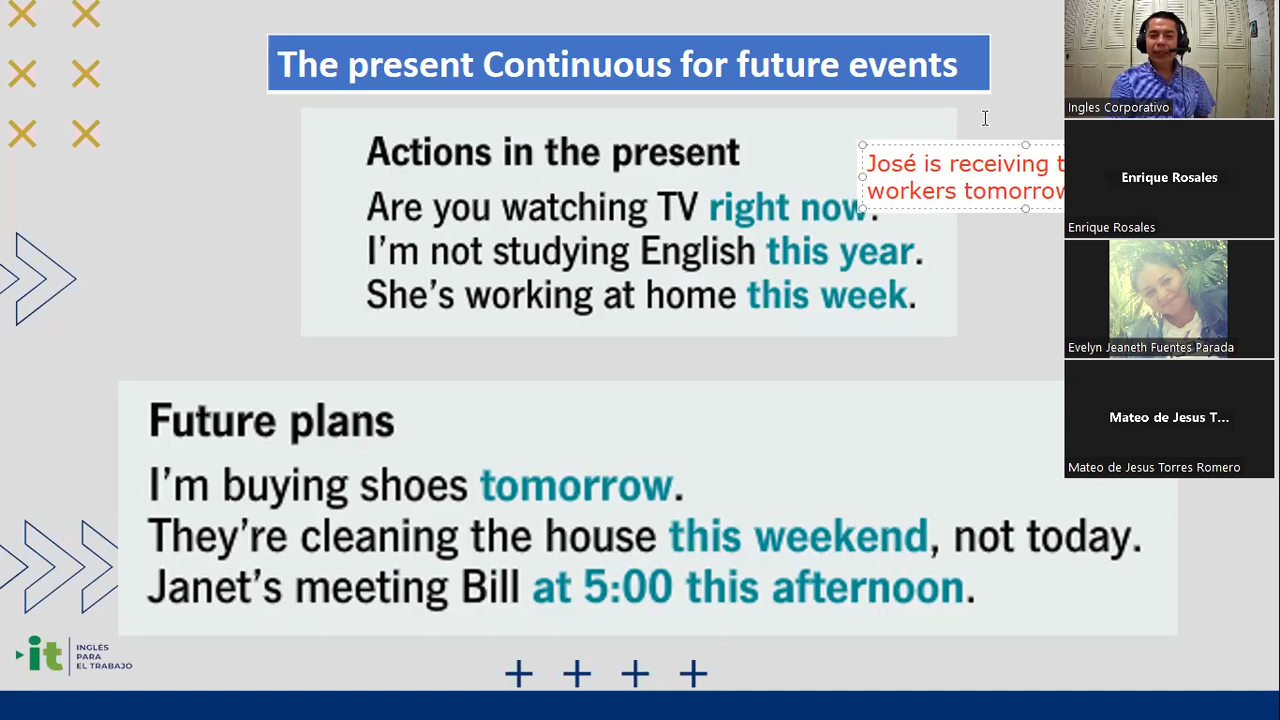 The present Continuous for future events
Actions in the present
Are you watching TV right now.
I'm not studying English this year.
She's working at home this week.
José is receiving
workers
Future plans
I'm buying shoes tomorrow.
They're cleaning the house this weekend, not today.
Janet's meeting Bill at 5:00 this afternoon.
it INGLÉS
PARA
EL TRABAJO
Ingles Corporativo
Enrique Rosales
Enrique Rosales
Evelyn Jeaneth Fuentes Parada
Mateo de Jesus T...
Mateo de Jesus Torres Romero